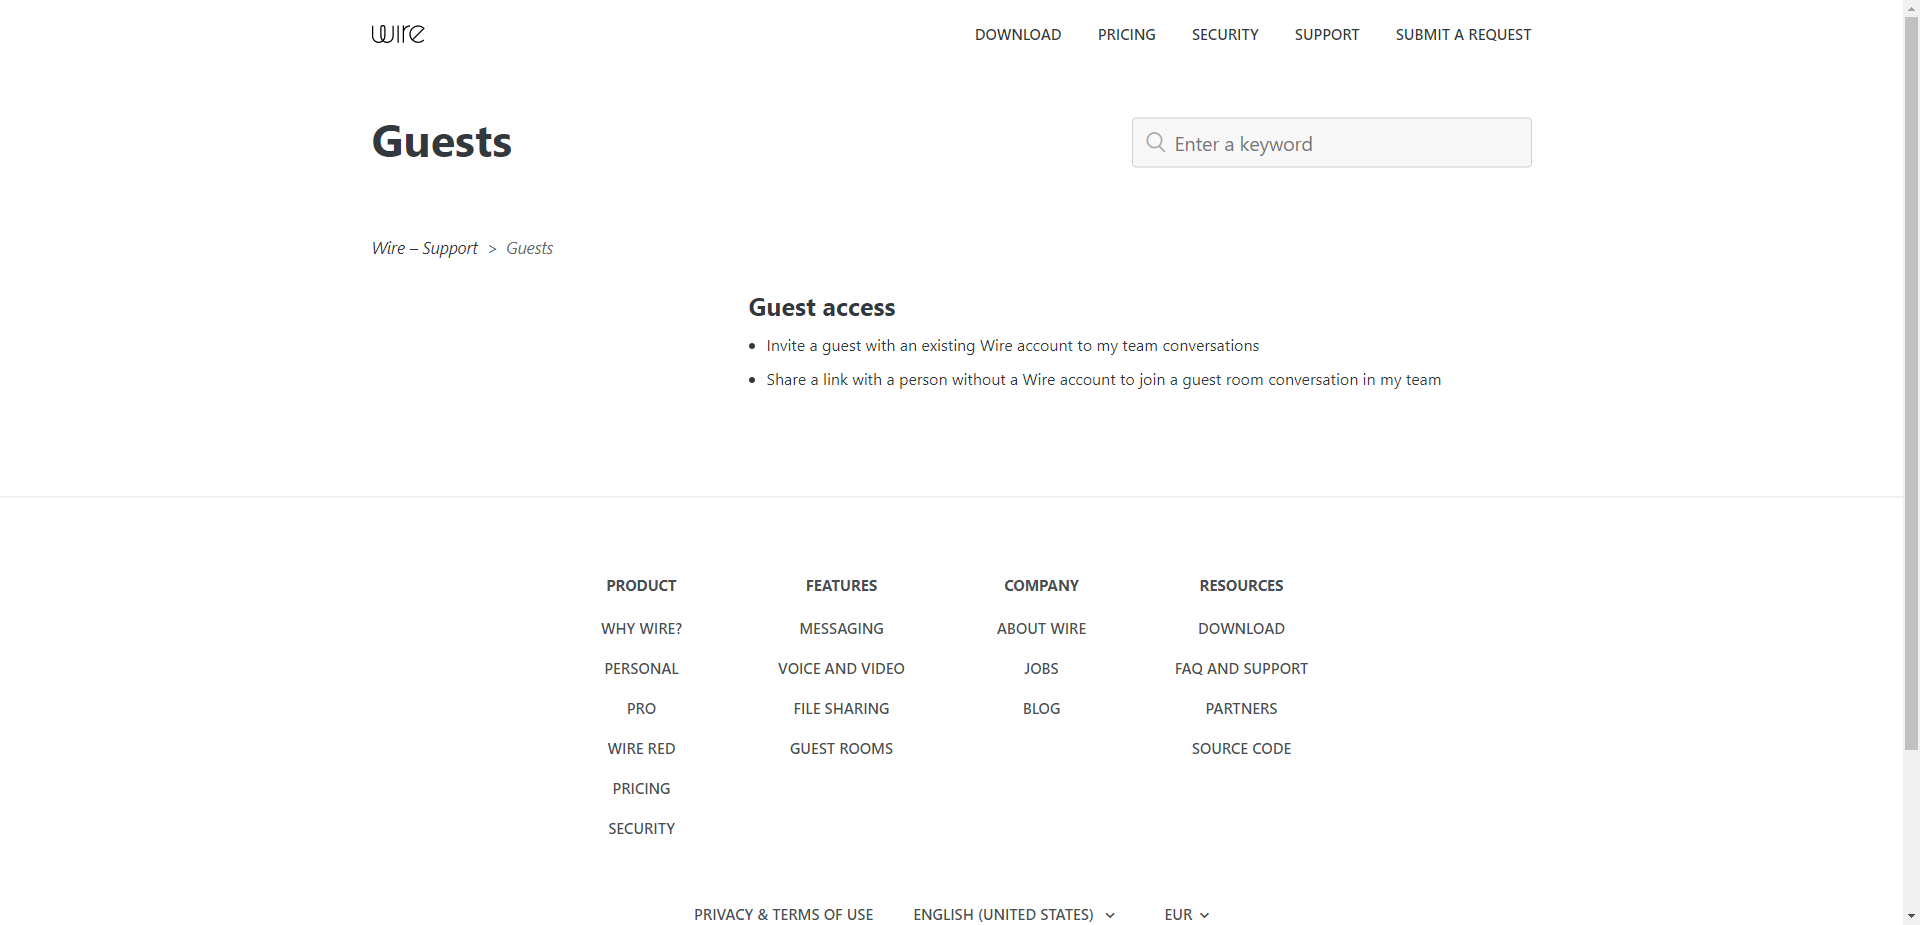 wire
DOWNLOAD PRICING SECURITY SUPPORT SUBMIT A REQUEST
Guests
Enter a keyword
Wire – Support > Guests
Guest access
• Invite a guest with an existing Wire account to my team conversations
• Share a link with a person without a Wire account to join a guest room conversation in my team
PRODUCT
WHY WIRE?
PERSONAL
PRO
WIRE RED
PRICING
SECURITY
FEATURES
MESSAGING
VOICE AND VIDEO
FILE SHARING
GUEST ROOMS
COMPANY
ABOUT WIRE
JOBS
BLOG
RESOURCES
DOWNLOAD
FAQ AND SUPPORT
PARTNERS
SOURCE CODE
PRIVACY & TERMS OF USE ENGLISH (UNITED STATES) EUR